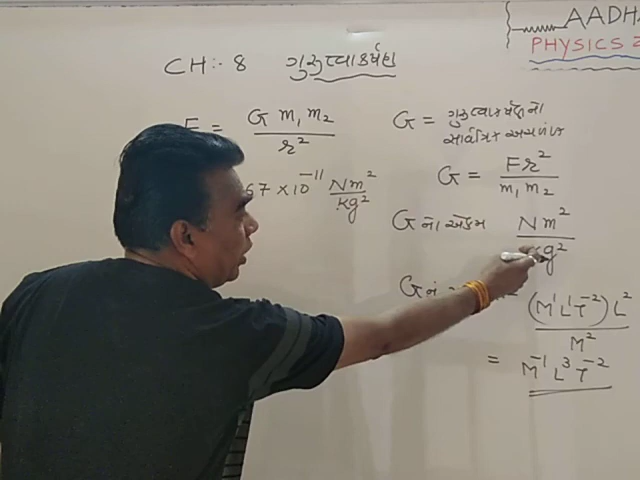 AADHA
PHYSICS
CH:- 8 ગુરુત્વાકર્ષણ
F = G m₁ m₂ / r²
G = ગુરુત્વાકર્ષણનો
સાર્વત્રિક અચળાંક
G = Fr² / m₁ m₂
67 × 10⁻¹¹ Nm² / kg²
G નો એકમ Nm² / kg²
G નું (M¹L¹T⁻²) L² / M²
= M⁻¹ L³ T⁻²